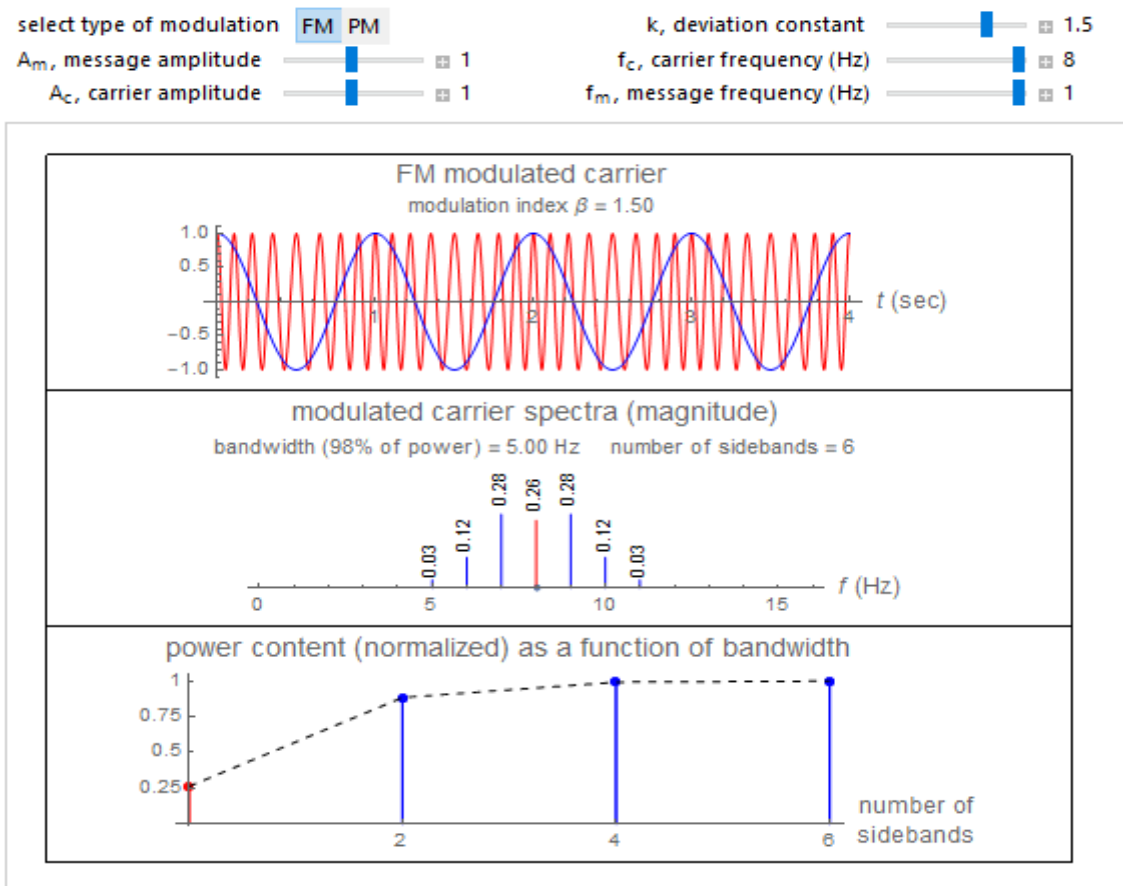 select type of modulation FM PM
k, deviation constant 1.5
Aₘ, message amplitude 1
f_c, carrier frequency (Hz) 8
A_c, carrier amplitude 1
fₘ, message frequency (Hz) 1
FM modulated carrier
modulation index β = 1.50
1.0
0.5
-0.5
-1.0
1 2 3 4
t (sec)
modulated carrier spectra (magnitude)
bandwidth (98% of power) = 5.00 Hz number of sidebands = 6
0.03 0.12 0.28 0.26 0.28 0.12 0.03
0 5 10 15
f (Hz)
power content (normalized) as a function of bandwidth
1
0.75
0.5
0.25
2 4 6
number of
sidebands